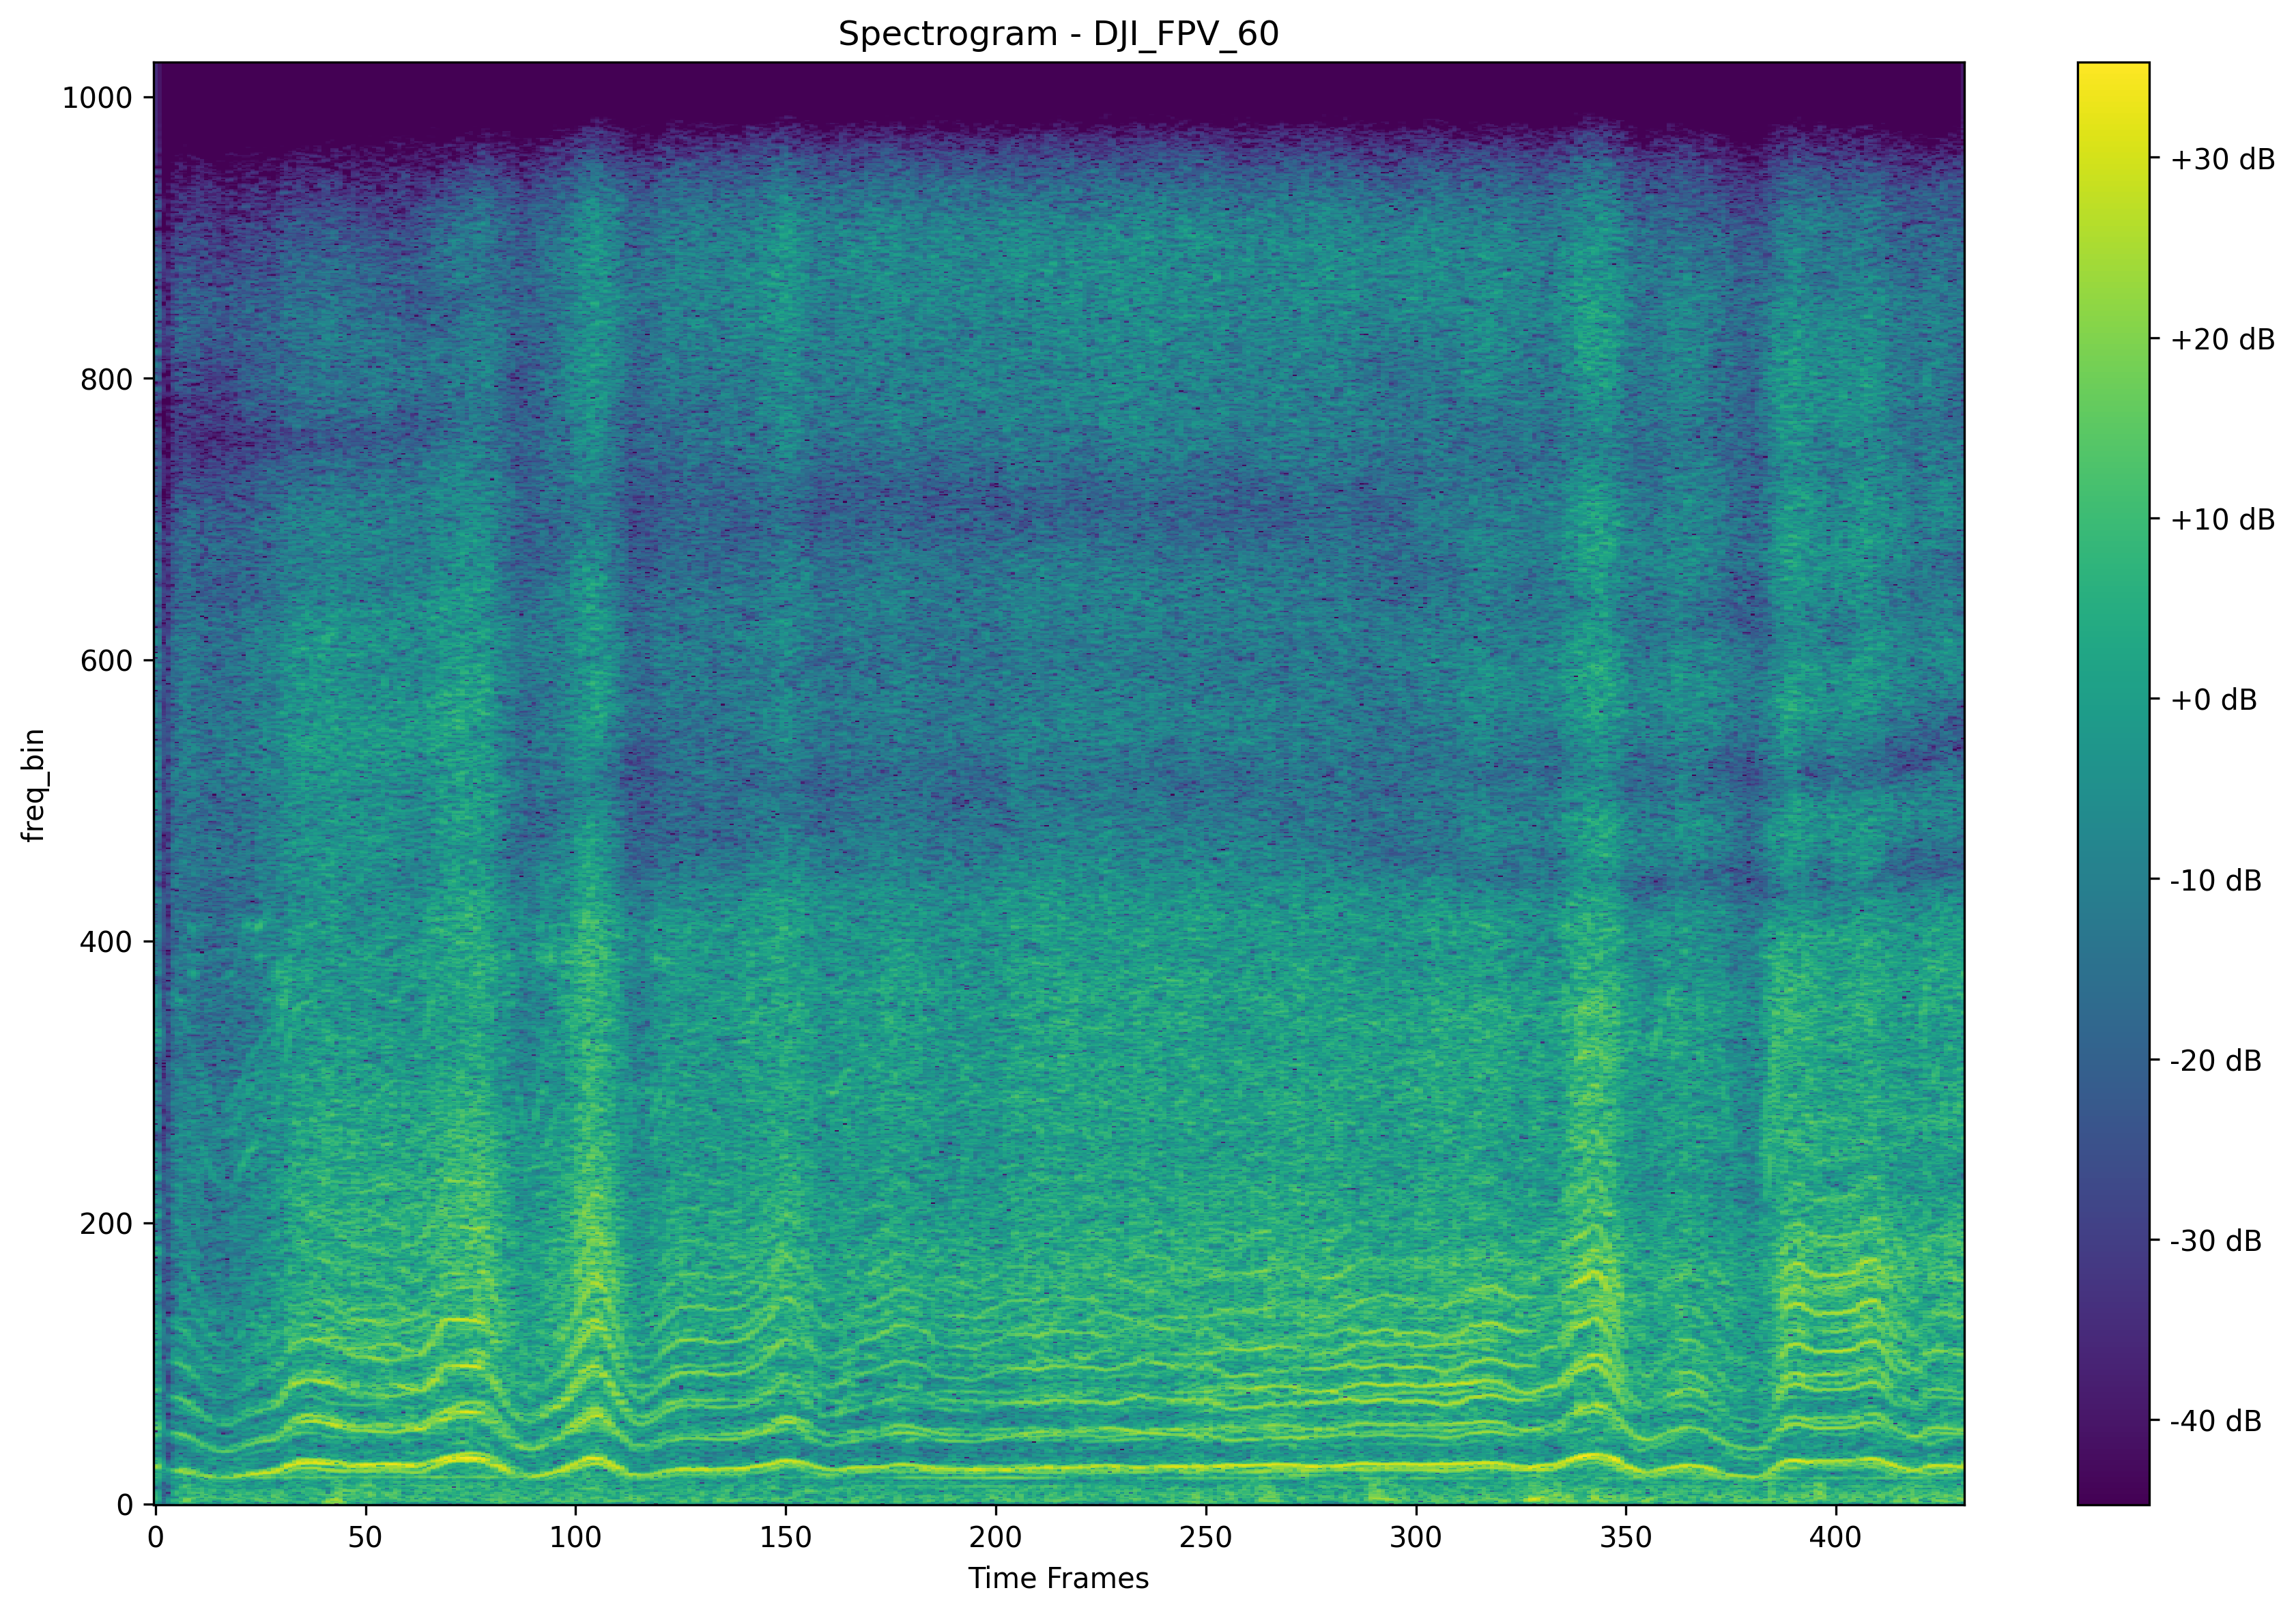 Spectrogram - DJI_FPV_60
freq_bin
1000
800
600
400
200
0
0 50 100 150 200 250 300 350 400
Time Frames
+30 dB
+20 dB
+10 dB
+0 dB
-10 dB
-20 dB
-30 dB
-40 dB